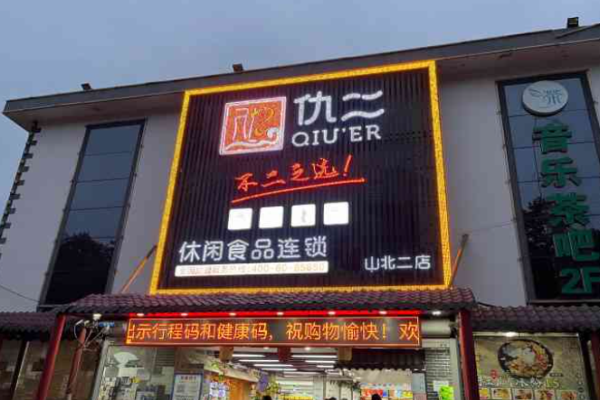 仇二
QIU'ER
不二之选!
休闲食品连锁
山北二店
出示行程码和健康码,祝购物愉快!欢
音乐茶吧
2F